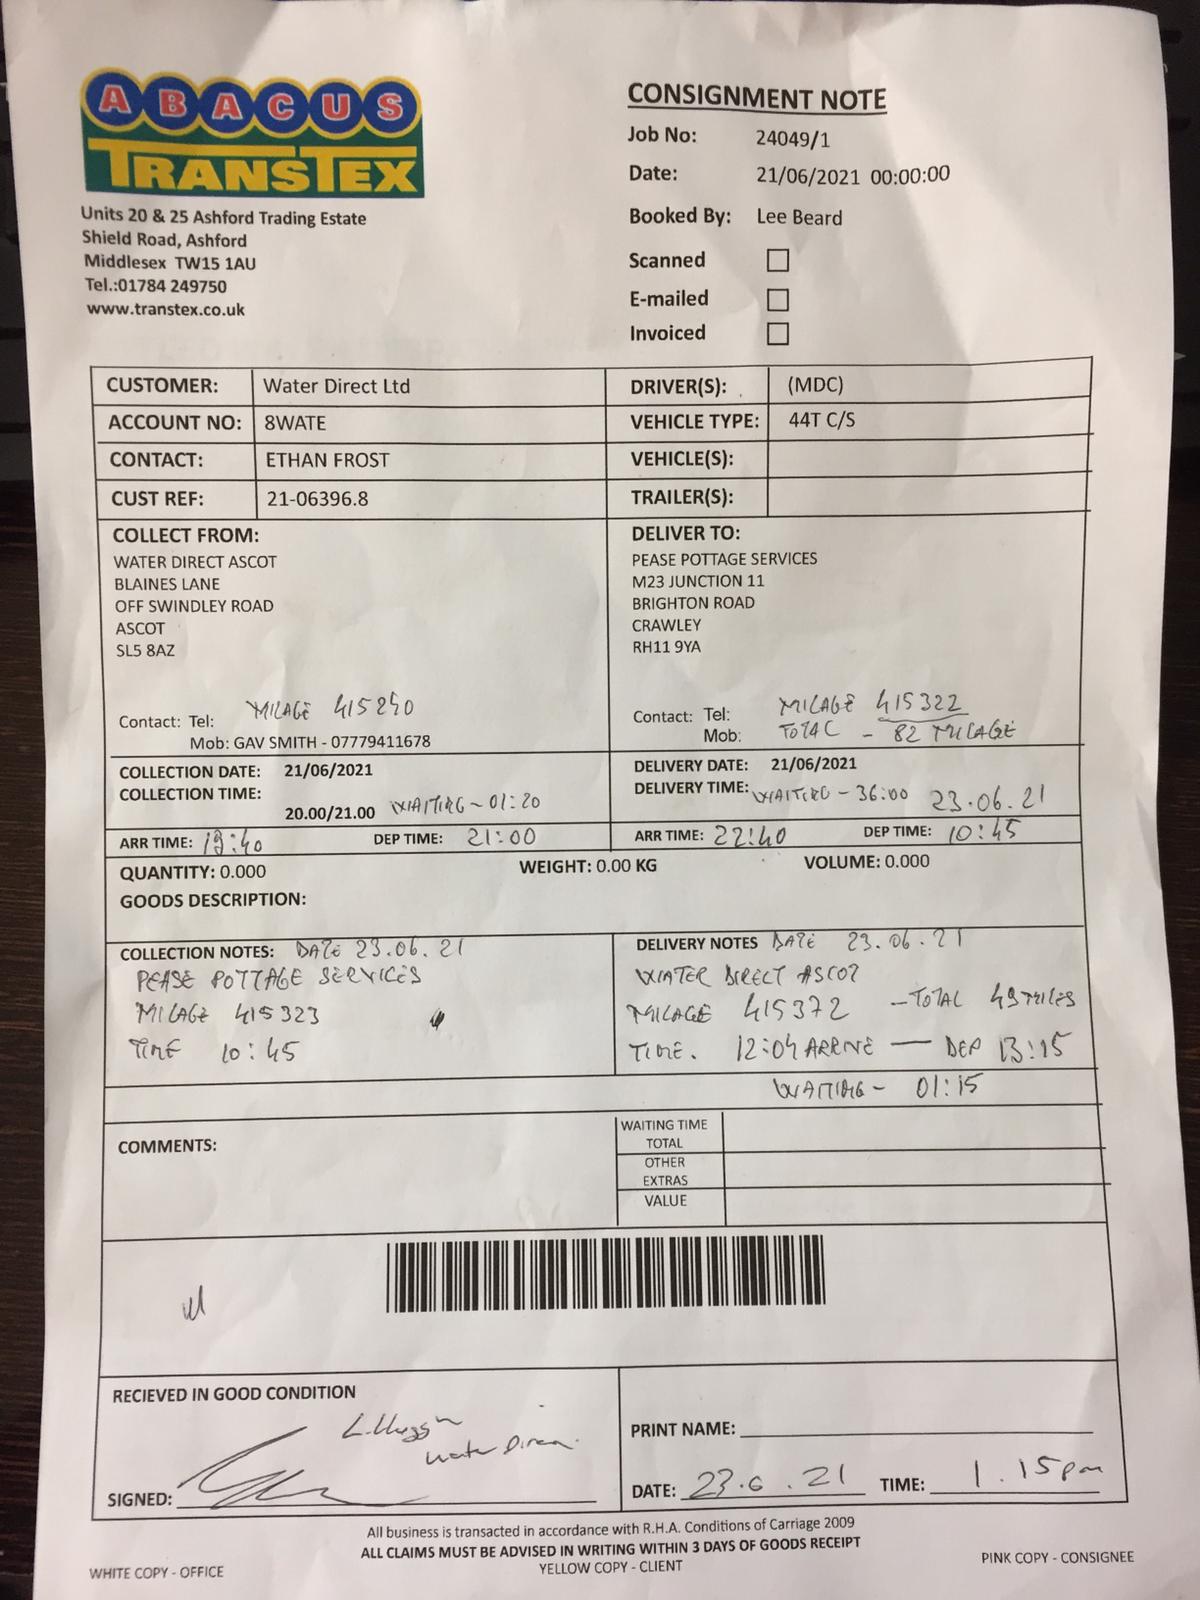 ABACUS
TRANSTEX
Units 20 & 25 Ashford Trading Estate
Shield Road, Ashford
Middlesex TW15 1AU
Tel.:01784 249750
www.transtex.co.uk
CONSIGNMENT NOTE
Job No: 24049/1
Date: 21/06/2021 00:00:00
Booked By: Lee Beard
Scanned
E-mailed
Invoiced
CUSTOMER: Water Direct Ltd DRIVER(S): (MDC)
ACCOUNT NO: 8WATE VEHICLE TYPE: 44T C/S
CONTACT: ETHAN FROST VEHICLE(S):
CUST REF: 21-06396.8 TRAILER(S):
COLLECT FROM:
WATER DIRECT ASCOT
BLAINES LANE
OFF SWINDLEY ROAD
ASCOT
SL5 8AZ
MILAGE 415240
Contact: Tel:
Mob: GAV SMITH - 07779411678
DELIVER TO:
PEASE POTTAGE SERVICES
M23 JUNCTION 11
BRIGHTON ROAD
CRAWLEY
RH11 9YA
Contact: Tel: MILAGE 415322
Mob: TOTAL - 82 MILAGE
COLLECTION DATE: 21/06/2021
COLLECTION TIME:
20.00/21.00 WAITING - 01:20
ARR TIME: 19:40 DEP TIME: 21:00
DELIVERY DATE: 21/06/2021
DELIVERY TIME: WAITING - 36:00 23.06.21
ARR TIME: 22:40 DEP TIME: 10:45
QUANTITY: 0.000 WEIGHT: 0.00 KG VOLUME: 0.000
GOODS DESCRIPTION:
COLLECTION NOTES: DATE 23.06.21
PEASE POTTAGE SERVICES
MILAGE 415323
TIME 10:45
DELIVERY NOTES DATE 23.06.21
WATER DIRECT ASCOT
MILAGE 415372 - TOTAL 49 MILES
TIME. 12:04 ARRIVE — DEP 13:15
WAITING - 01:15
COMMENTS:
WAITING TIME
TOTAL
OTHER
EXTRAS
VALUE
RECIEVED IN GOOD CONDITION
Water Direct
SIGNED:
PRINT NAME:
DATE: 23.6.21 TIME: 1.15pm
All business is transacted in accordance with R.H.A. Conditions of Carriage 2009
ALL CLAIMS MUST BE ADVISED IN WRITING WITHIN 3 DAYS OF GOODS RECEIPT
WHITE COPY - OFFICE YELLOW COPY - CLIENT PINK COPY - CONSIGNEE